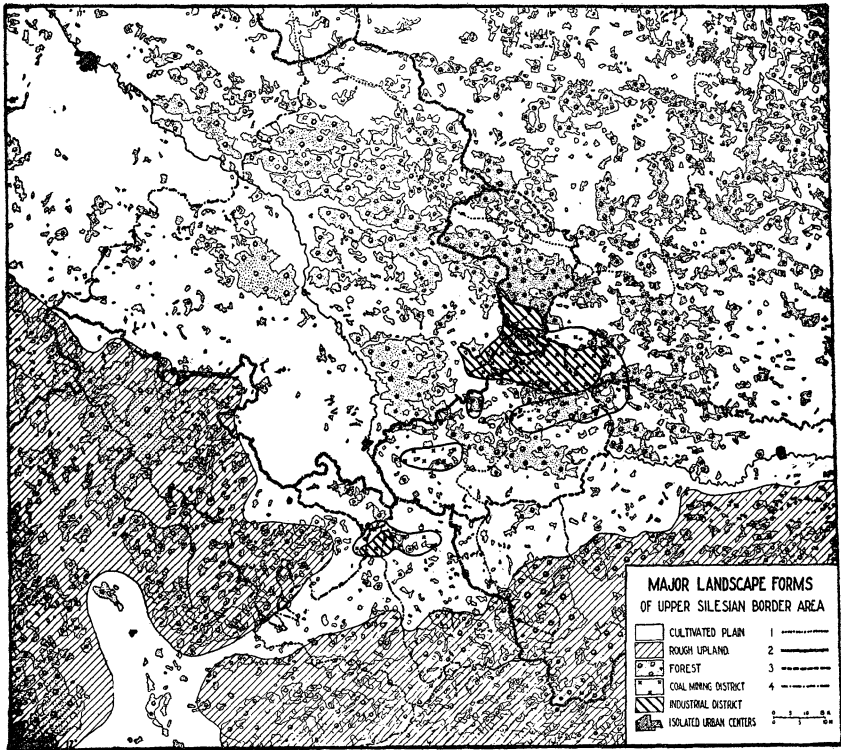 MAJOR LANDSCAPE FORMS
OF UPPER SILESIAN BORDER AREA
CULTIVATED PLAIN 1
ROUGH UPLAND. 2
FOREST 3
COAL MINING DISTRICT 4
INDUSTRIAL DISTRICT
ISOLATED URBAN CENTERS